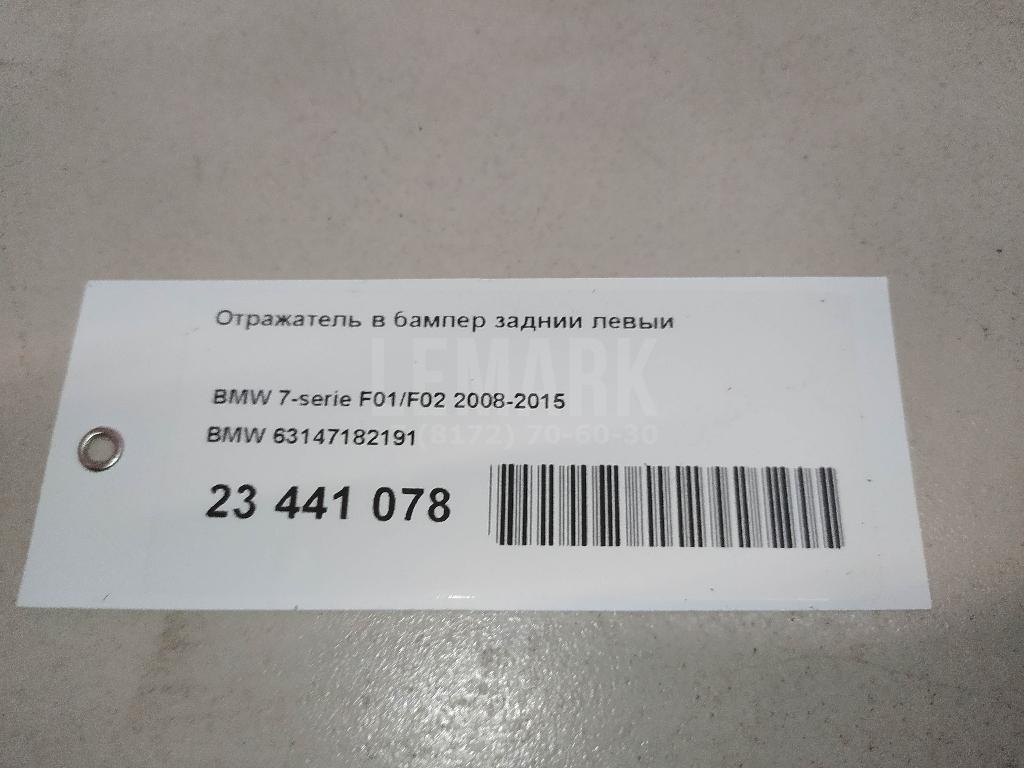 Отражатель в бампер заднии левыи
LEMARK
BMW 7-serie F01/F02 2008-2015
(8172) 70-60-30
BMW 63147182191
23 441 078